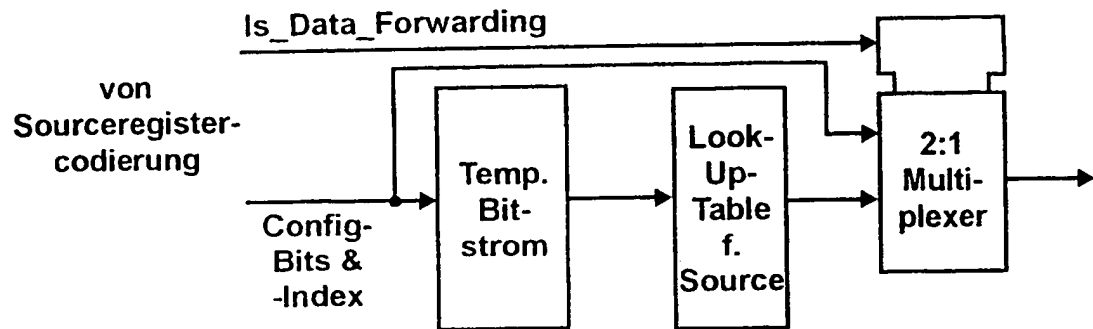 Is_Data_Forwarding
von
Sourceregister-
codierung
Config-
Bits &
-Index
Temp.
Bit-
strom
Look-
Up-
Table
f.
Source
2:1
Multi-
plexer